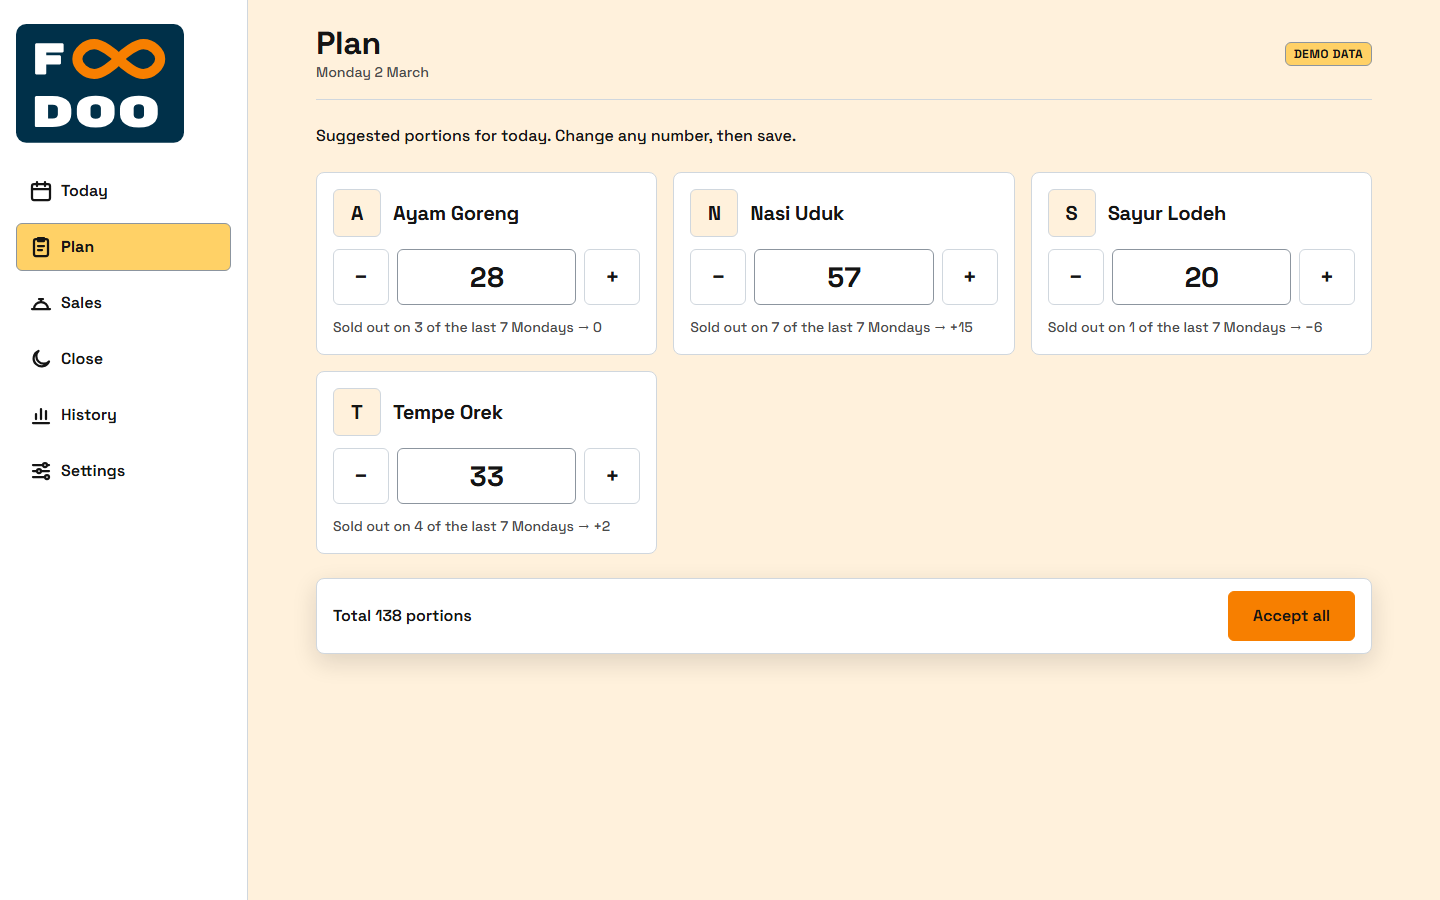 F∞
DOO
Today
Plan
Sales
Close
History
Settings
Plan
Monday 2 March
DEMO DATA
Suggested portions for today. Change any number, then save.
A Ayam Goreng
− 28 +
Sold out on 3 of the last 7 Mondays → 0
N Nasi Uduk
− 57 +
Sold out on 7 of the last 7 Mondays → +15
S Sayur Lodeh
− 20 +
Sold out on 1 of the last 7 Mondays → −6
T Tempe Orek
− 33 +
Sold out on 4 of the last 7 Mondays → +2
Total 138 portions
Accept all